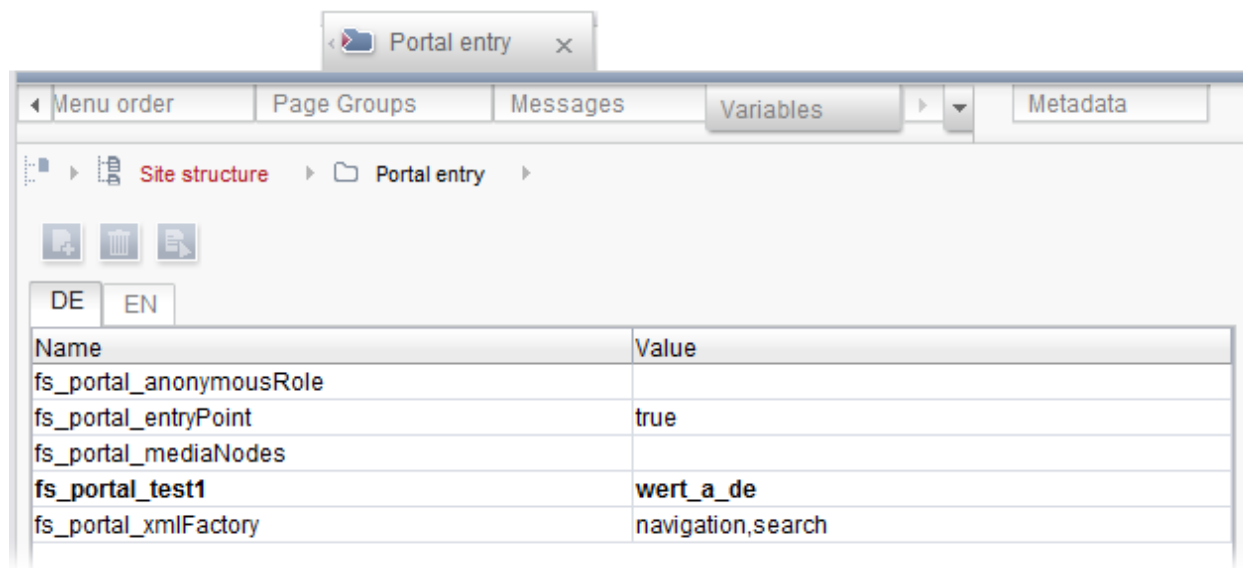 Portal entry
Menu order Page Groups Messages Variables Metadata
Site structure Portal entry
DE EN
Name Value
fs_portal_anonymousRole
fs_portal_entryPoint true
fs_portal_mediaNodes
fs_portal_test1 wert_a_de
fs_portal_xmlFactory navigation,search